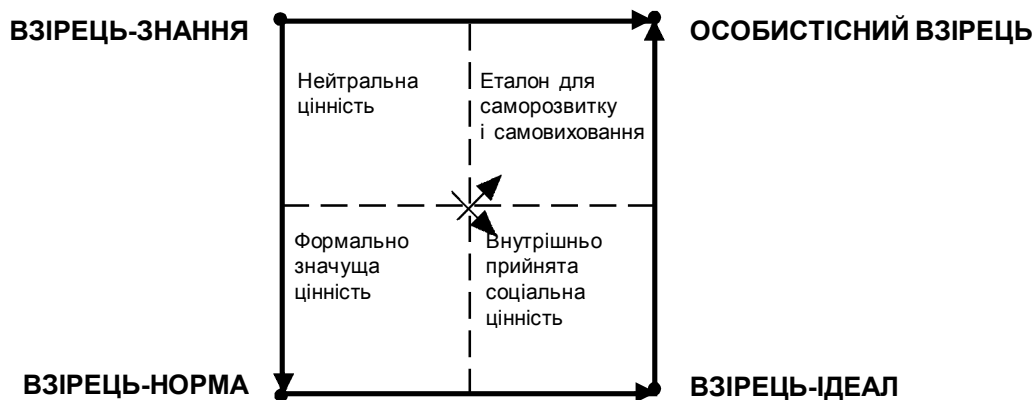 ВЗІРЕЦЬ-ЗНАННЯ
ОСОБИСТІСНИЙ ВЗІРЕЦЬ
Нейтральна
цінність
Еталон для
саморозвитку
і самовиховання
Формально
значуща
цінність
Внутрішньо
прийнята
соціальна
цінність
ВЗІРЕЦЬ-НОРМА
ВЗІРЕЦЬ-ІДЕАЛ